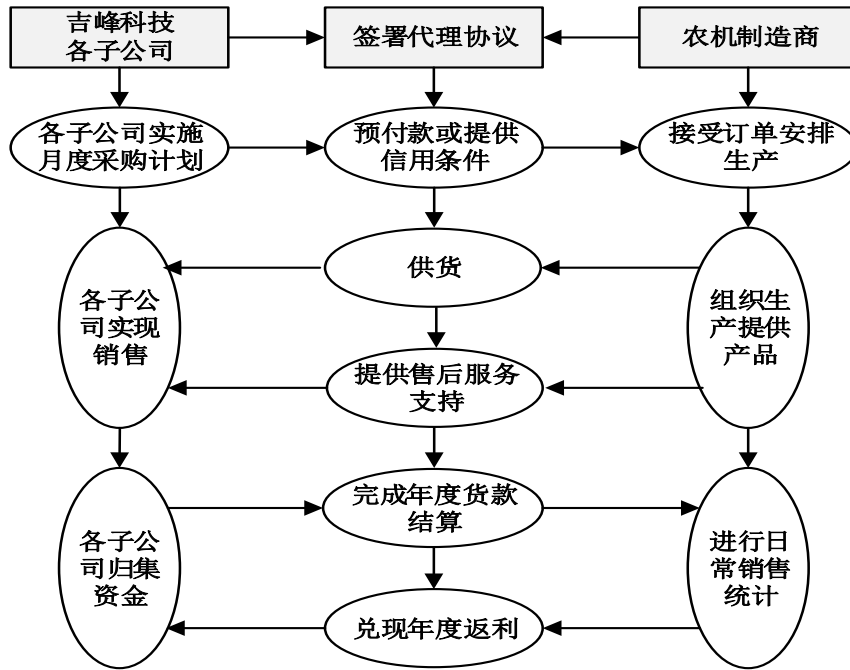 吉峰科技
各子公司
签署代理协议
农机制造商
各子公司实施
月度采购计划
预付款或提供
信用条件
接受订单安排
生产
供货
各子公
司实现
销售
组织生
产提供
产品
提供售后服务
支持
完成年度货款
结算
各子公
司归集
资金
进行日
常销售
统计
兑现年度返利